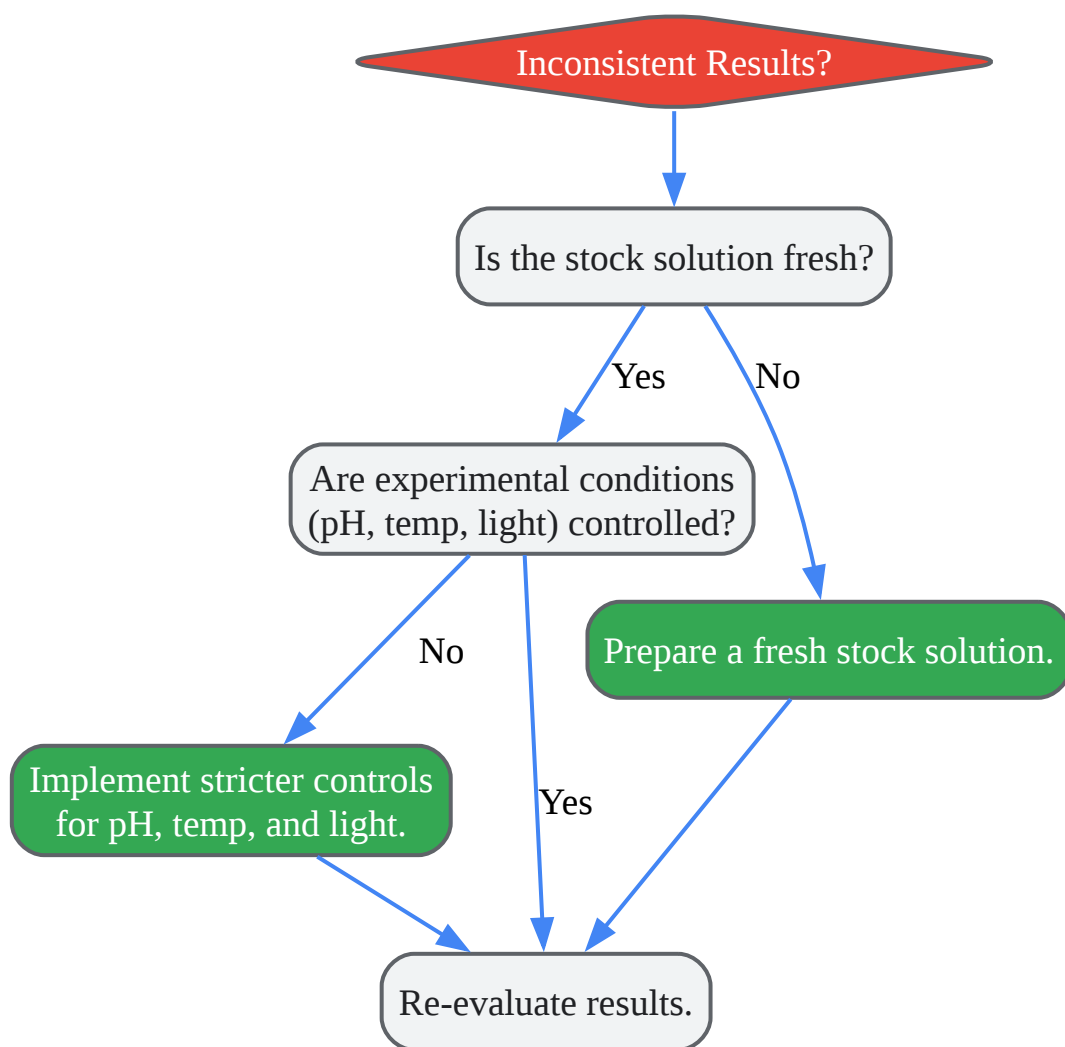 Inconsistent Results?
Is the stock solution fresh?
Yes
No
Are experimental conditions
(pH, temp, light) controlled?
No
Prepare a fresh stock solution.
Implement stricter controls
for pH, temp, and light.
Yes
Re-evaluate results.